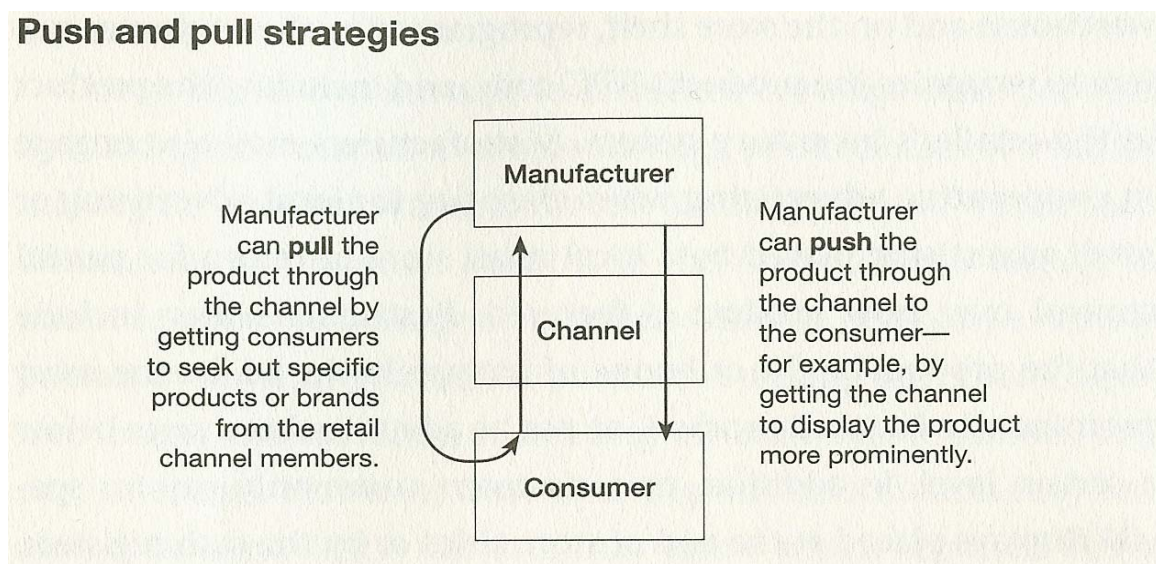 Push and pull strategies
Manufacturer
Manufacturer
can pull the
product through
the channel by
getting consumers
to seek out specific
products or brands
from the retail
channel members.
Channel
Consumer
Manufacturer
can push the
product through
the channel to
the consumer—
for example, by
getting the channel
to display the product
more prominently.